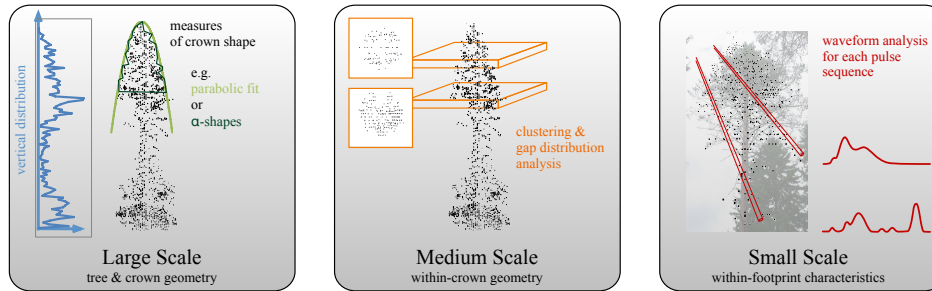 vertical distribution
measures
of crown shape
e.g.
parabolic fit
or
α-shapes
Large Scale
tree & crown geometry
clustering &
gap distribution
analysis
Medium Scale
within-crown geometry
waveform analysis
for each pulse
sequence
Small Scale
within-footprint characteristics